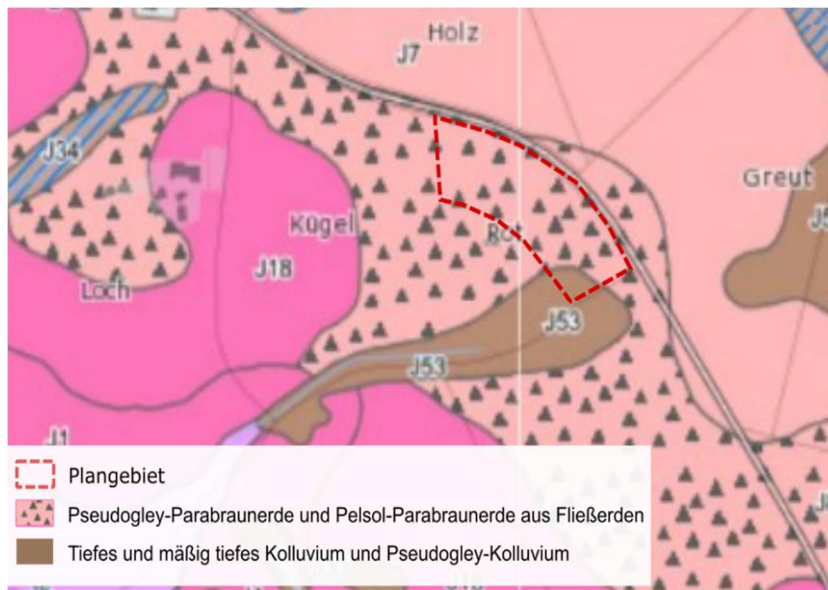 Holz
J7
J34
Greut
Kügel
Rot
J18
Loch
J53
J53
J1
Plangebiet
Pseudogley-Parabraunerde und Pelsol-Parabraunerde aus Fließerden
Tiefes und mäßig tiefes Kolluvium und Pseudogley-Kolluvium